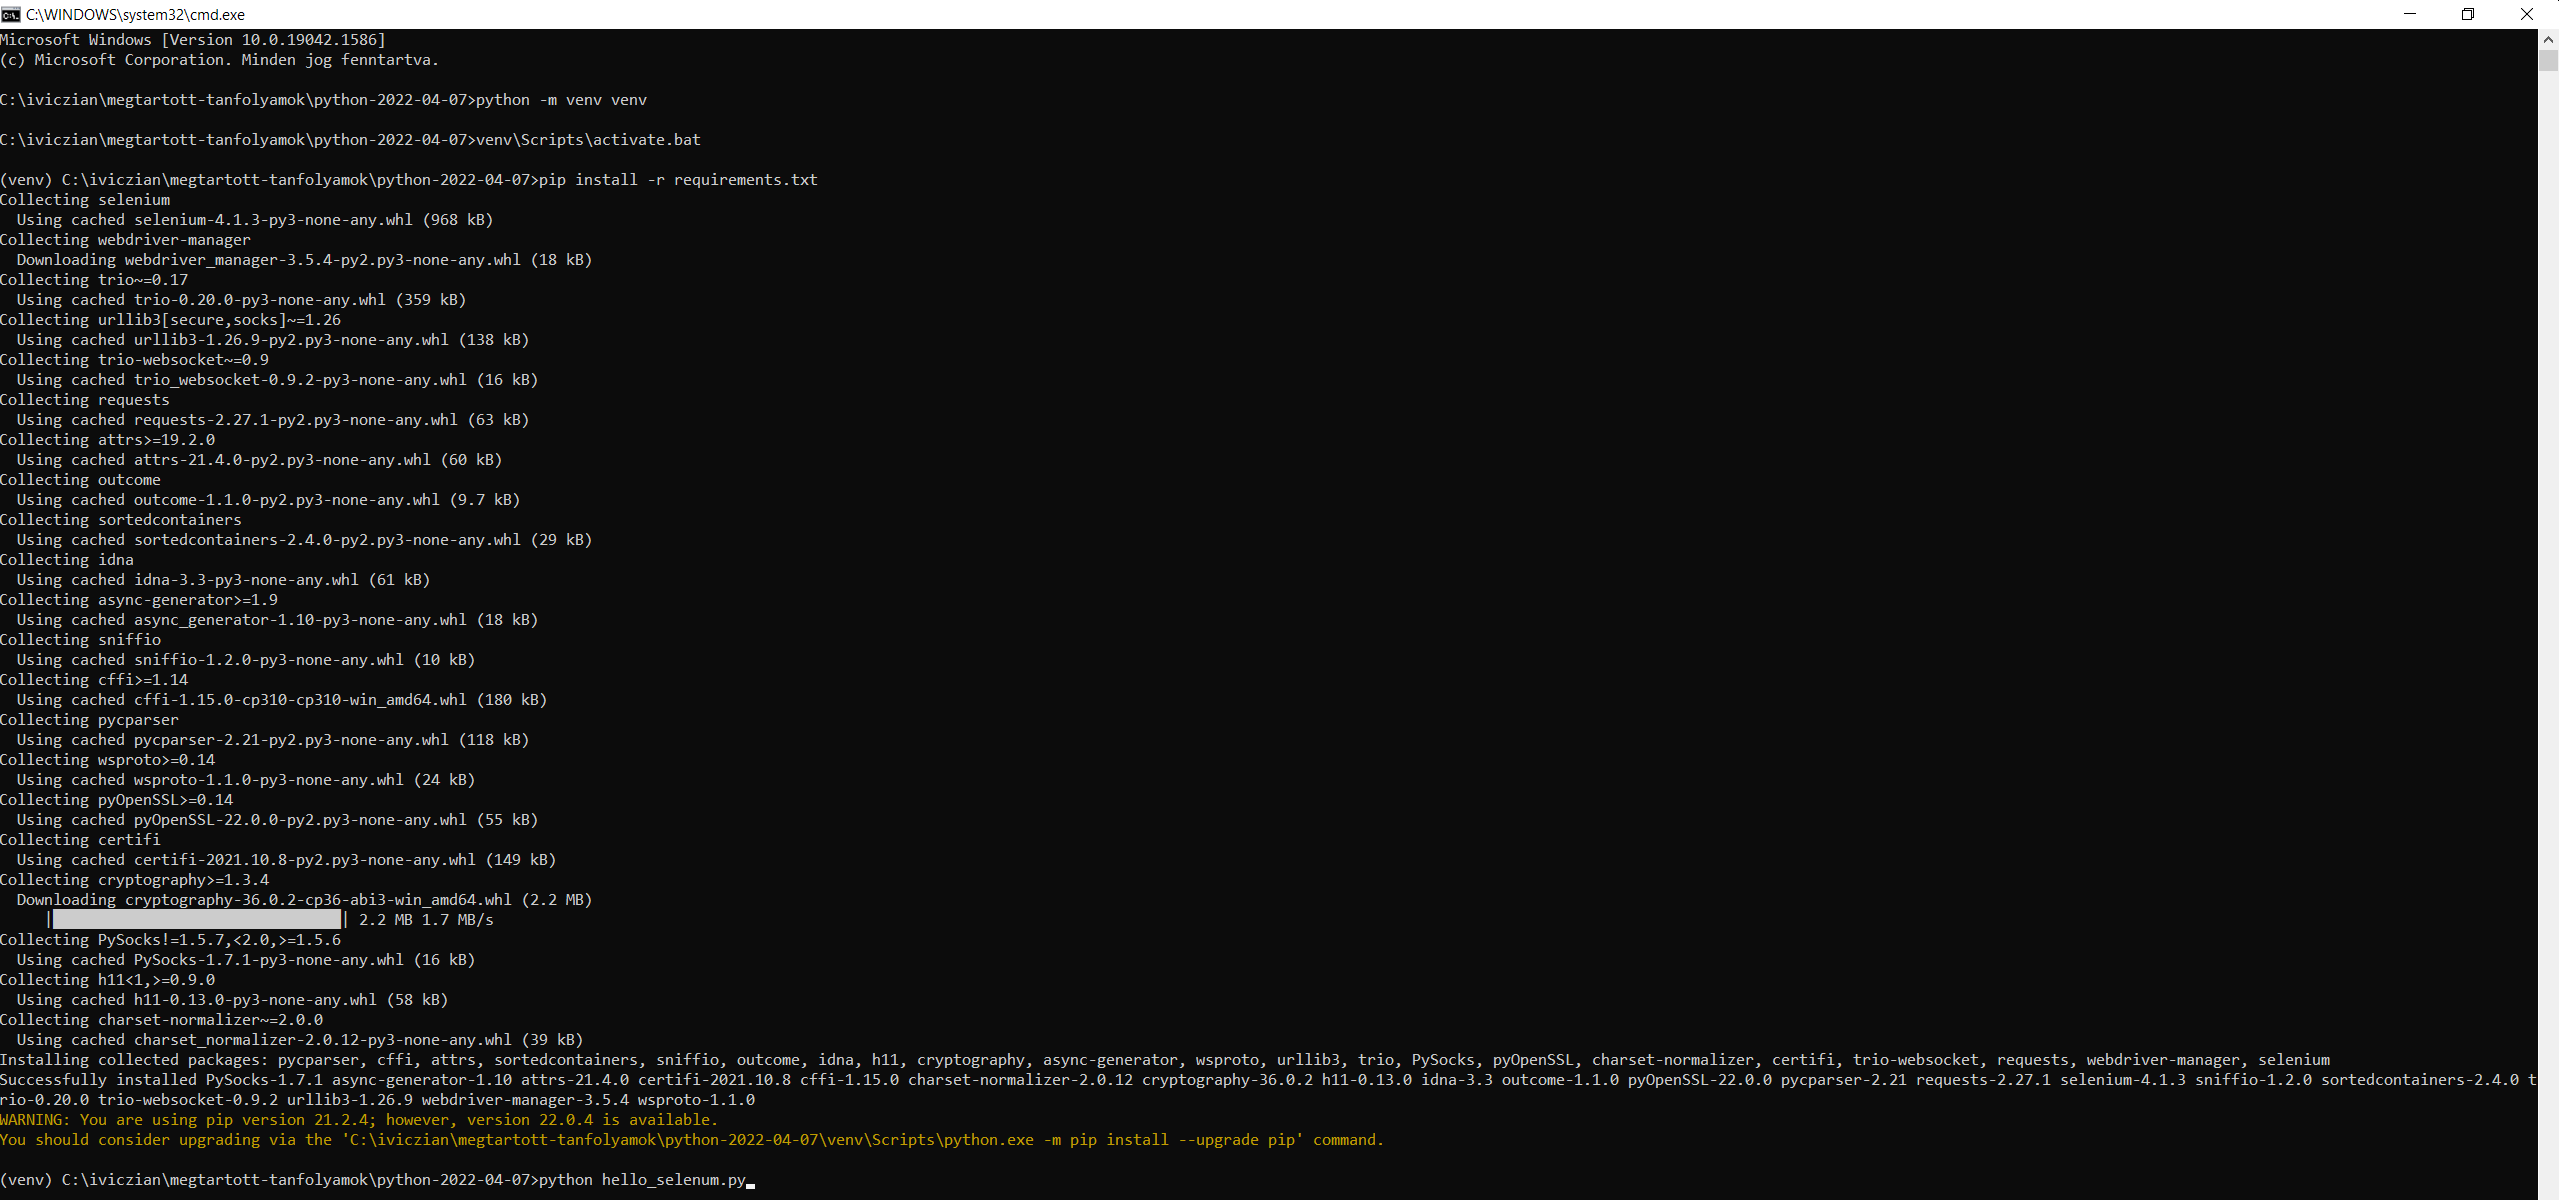 C:\WINDOWS\system32\cmd.exe
Microsoft Windows [Version 10.0.19042.1586]
(c) Microsoft Corporation. Minden jog fenntartva.
C:\iviczian\megtartott-tanfolyamok\python-2022-04-07>python -m venv venv
C:\iviczian\megtartott-tanfolyamok\python-2022-04-07>venv\Scripts\activate.bat
(venv) C:\iviczian\megtartott-tanfolyamok\python-2022-04-07>pip install -r requirements.txt
Collecting selenium
  Using cached selenium-4.1.3-py3-none-any.whl (968 kB)
Collecting webdriver-manager
  Downloading webdriver_manager-3.5.4-py2.py3-none-any.whl (18 kB)
Collecting trio~=0.17
  Using cached trio-0.20.0-py3-none-any.whl (359 kB)
Collecting urllib3[secure,socks]~=1.26
  Using cached urllib3-1.26.9-py2.py3-none-any.whl (138 kB)
Collecting trio-websocket~=0.9
  Using cached trio_websocket-0.9.2-py3-none-any.whl (16 kB)
Collecting requests
  Using cached requests-2.27.1-py2.py3-none-any.whl (63 kB)
Collecting attrs>=19.2.0
  Using cached attrs-21.4.0-py2.py3-none-any.whl (60 kB)
Collecting outcome
  Using cached outcome-1.1.0-py2.py3-none-any.whl (9.7 kB)
Collecting sortedcontainers
  Using cached sortedcontainers-2.4.0-py2.py3-none-any.whl (29 kB)
Collecting idna
  Using cached idna-3.3-py3-none-any.whl (61 kB)
Collecting async-generator>=1.9
  Using cached async_generator-1.10-py3-none-any.whl (18 kB)
Collecting sniffio
  Using cached sniffio-1.2.0-py3-none-any.whl (10 kB)
Collecting cffi>=1.14
  Using cached cffi-1.15.0-cp310-cp310-win_amd64.whl (180 kB)
Collecting pycparser
  Using cached pycparser-2.21-py2.py3-none-any.whl (118 kB)
Collecting wsproto>=0.14
  Using cached wsproto-1.1.0-py3-none-any.whl (24 kB)
Collecting pyOpenSSL>=0.14
  Using cached pyOpenSSL-22.0.0-py2.py3-none-any.whl (55 kB)
Collecting certifi
  Using cached certifi-2021.10.8-py2.py3-none-any.whl (149 kB)
Collecting cryptography>=1.3.4
  Downloading cryptography-36.0.2-cp36-abi3-win_amd64.whl (2.2 MB)
     |████████████████████████████████| 2.2 MB 1.7 MB/s
Collecting PySocks!=1.5.7,<2.0,>=1.5.6
  Using cached PySocks-1.7.1-py3-none-any.whl (16 kB)
Collecting h11<1,>=0.9.0
  Using cached h11-0.13.0-py3-none-any.whl (58 kB)
Collecting charset-normalizer~=2.0.0
  Using cached charset_normalizer-2.0.12-py3-none-any.whl (39 kB)
Installing collected packages: pycparser, cffi, attrs, sortedcontainers, sniffio, outcome, idna, h11, cryptography, async-generator, wsproto, urllib3, trio, PySocks, pyOpenSSL, charset-normalizer, certifi, trio-websocket, requests, webdriver-manager, selenium
Successfully installed PySocks-1.7.1 async-generator-1.10 attrs-21.4.0 certifi-2021.10.8 cffi-1.15.0 charset-normalizer-2.0.12 cryptography-36.0.2 h11-0.13.0 idna-3.3 outcome-1.1.0 pyOpenSSL-22.0.0 pycparser-2.21 requests-2.27.1 selenium-4.1.3 sniffio-1.2.0 sortedcontainers-2.4.0 t
rio-0.20.0 trio-websocket-0.9.2 urllib3-1.26.9 webdriver-manager-3.5.4 wsproto-1.1.0
WARNING: You are using pip version 21.2.4; however, version 22.0.4 is available.
You should consider upgrading via the 'C:\iviczian\megtartott-tanfolyamok\python-2022-04-07\venv\Scripts\python.exe -m pip install --upgrade pip' command.
(venv) C:\iviczian\megtartott-tanfolyamok\python-2022-04-07>python hello_selenum.py